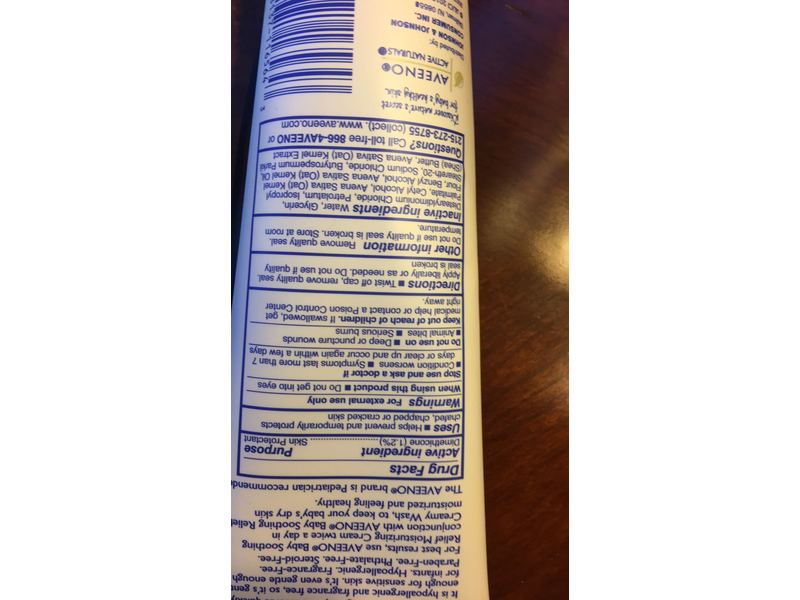 It is hypoallergenic and fragrance free, so it's
enough for sensitive skin. It's even gentle enough
for infants. Hypoallergenic. Fragrance-Free.
Paraben-Free. Phthalate-Free. Steroid-Free.
For best results, use AVEENO® Baby Soothing
Relief Moisturizing Cream twice a day in
conjunction with AVEENO® Baby Soothing
Creamy Wash, to keep your baby's dry skin
moisturized and feeling healthy.
The AVEENO® brand is Pediatrician
Drug Facts
Active ingredient Purpose
Dimethicone (1.2%)................... Skin Protectant
Uses ■ Helps prevent and temporarily protects
chafed, chapped or cracked skin
Warnings For external use only
When using this product ■ Do not get into eyes
Stop use and ask a doctor if
■ Condition worsens ■ Symptoms last more than 7
days or clear up and occur again within a few days
Do not use on ■ Deep or puncture wounds
■ Animal bites ■ Serious burns
Keep out of reach of children. If swallowed, get
medical help or contact a Poison Control Center
right away.
Directions ■ Twist off cap, remove quality seal.
Apply liberally or as needed. Do not use if quality
seal is broken
Other information Remove quality seal.
Do not use if quality seal is broken. Store at room
temperature.
Inactive ingredients Water, Glycerin,
Distearyldimonium Chloride, Petrolatum, Isopropyl
Palmitate, Cetyl Alcohol, Avena Sativa (Oat) Kernel
Flour, Benzyl Alcohol, Avena Sativa (Oat) Kernel Oil,
Steareth-20, Sodium Chloride, Butyrospermum Parkii
(Shea) Butter, Avena Sativa (Oat) Kernel Extract
Questions? Call toll-free 866-4AVEENO or
215-273-8755 (collect). www.aveeno.com
Discover nature's secret
for baby's healthy skin.
AVEENO®
ACTIVE NATURALS®
Distributed by:
JOHNSON & JOHNSON
CONSUMER INC.